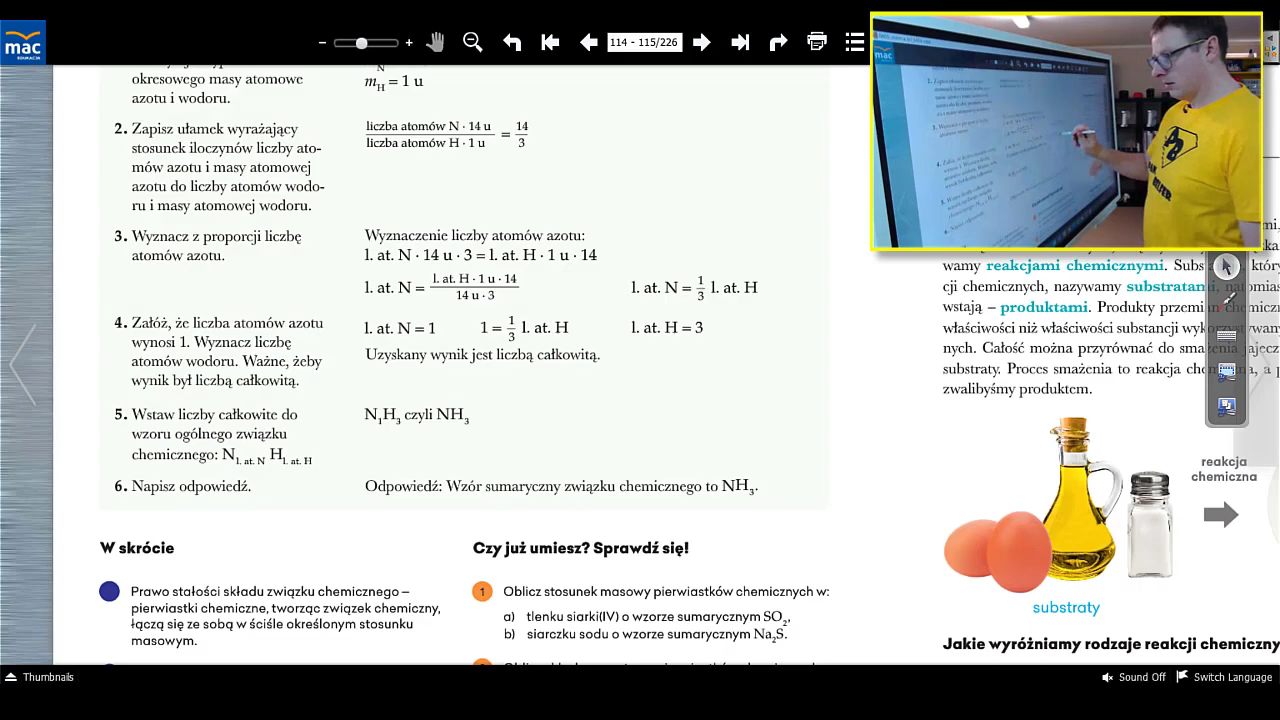 mac
EDUKACJA
114 - 115/226
okresowego masy atomowe
azotu i wodoru.
N
m_H = 1 u
2. Zapisz ułamek wyrażający
stosunek iloczynów liczby ato-
mów azotu i masy atomowej
azotu do liczby atomów wodo-
ru i masy atomowej wodoru.
liczba atomów N · 14 u / liczba atomów H · 1 u = 14/3
3. Wyznacz z proporcji liczbę
atomów azotu.
Wyznaczenie liczby atomów azotu:
l. at. N · 14 u · 3 = l. at. H · 1 u · 14
l. at. N = l. at. H · 1 u · 14 / 14 u · 3
l. at. N = 1/3 l. at. H
4. Załóż, że liczba atomów azotu
wynosi 1. Wyznacz liczbę
atomów wodoru. Ważne, żeby
wynik był liczbą całkowitą.
l. at. N = 1
1 = 1/3 l. at. H
l. at. H = 3
Uzyskany wynik jest liczbą całkowitą.
5. Wstaw liczby całkowite do
wzoru ogólnego związku
chemicznego: N_l. at. N H_l. at. H
N₁H₃ czyli NH₃
6. Napisz odpowiedź.
Odpowiedź: Wzór sumaryczny związku chemicznego to NH₃.
W skrócie
Prawo stałości składu związku chemicznego –
pierwiastki chemiczne, tworząc związek chemiczny,
łączą się ze sobą w ściśle określonym stosunku
masowym.
Czy już umiesz? Sprawdź się!
1 Oblicz stosunek masowy pierwiastków chemicznych w:
a) tlenku siarki(IV) o wzorze sumarycznym SO₂,
b) siarczku sodu o wzorze sumarycznym Na₂S.
wamy reakcjami chemicznymi. Subs
cji chemicznych, nazywamy substratami,
wstają – produktami. Produkty przemi
właściwości niż właściwości substancji
nych. Całość można przyrównać do
substraty. Proces smażenia to reakcja
zwalibyśmy produktem.
reakcja
chemiczna
substraty
Jakie wyróżniamy rodzaje reakcji chemiczny
Thumbnails
Sound Off
Switch Language